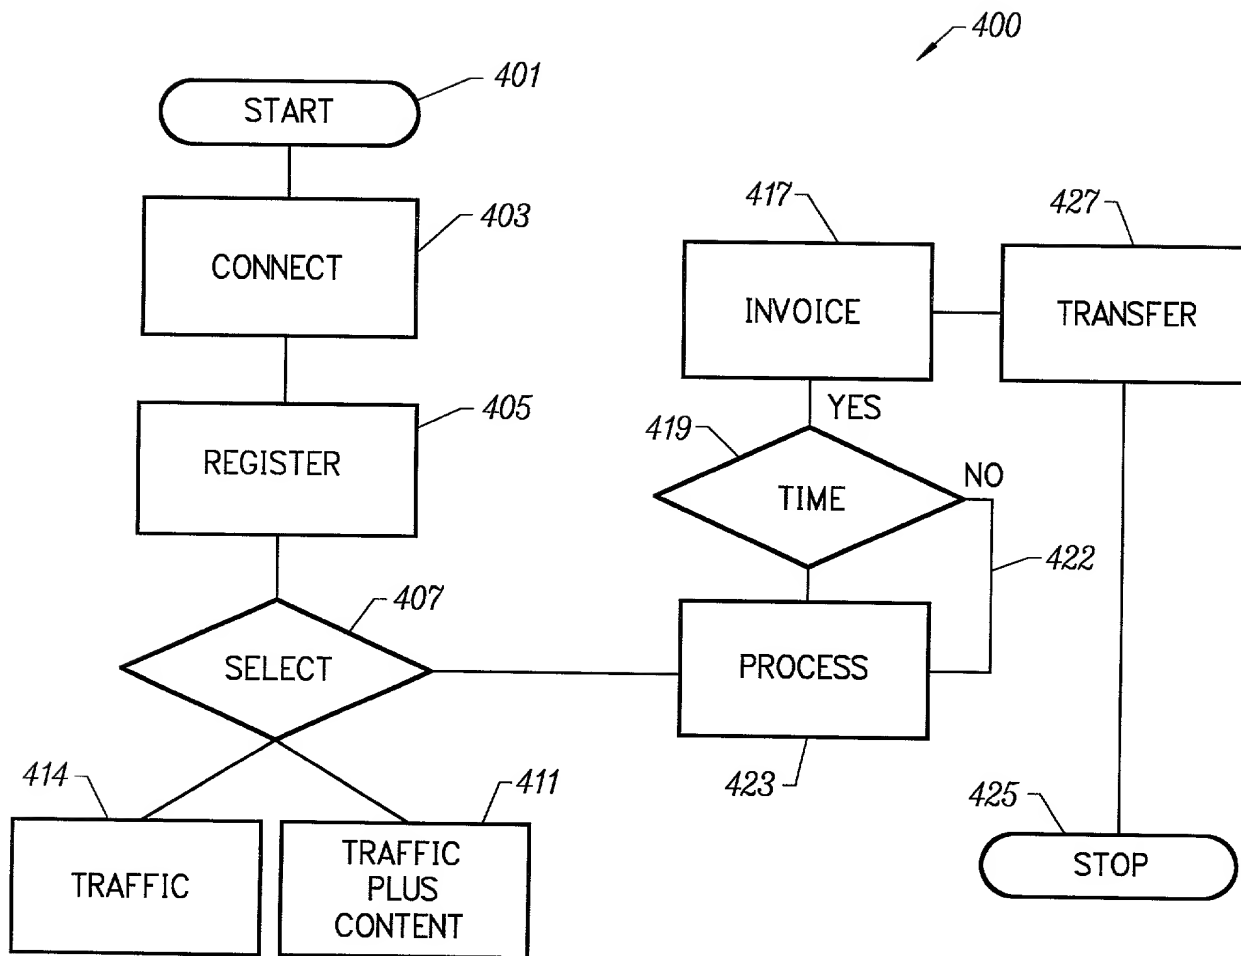 400
401
START
403
CONNECT
405
REGISTER
407
SELECT
414
TRAFFIC
411
TRAFFIC
PLUS
CONTENT
417
INVOICE
427
TRANSFER
YES
419
TIME
NO
422
PROCESS
423
425
STOP